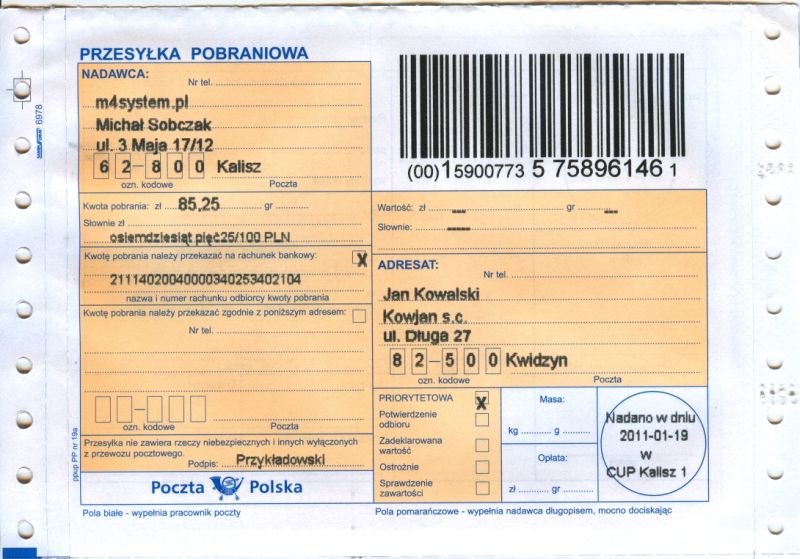 PRZESYŁKA POBRANIOWA
NADAWCA:
Nr tel.
m4system.pl
Michał Sobczak
ul. 3 Maja 17/12
62-800 Kalisz
ozn. kodowe Poczta
(00)1 5900773 5 75896146 1
Kwota pobrania: zł 85,25 gr
Słownie zł
osiemdziesiąt pięć25/100 PLN
Kwotę pobrania należy przekazać na rachunek bankowy: X
21114020040000340253402104
nazwa i numer rachunku odbiorcy kwoty pobrania
Kwotę pobrania należy przekazać zgodnie z poniższym adresem:
Nr tel.
-
ozn. kodowe Poczta
Przesyłka nie zawiera rzeczy niebezpiecznych i innych wyłączonych
z przewozu pocztowego.
Podpis: Przykładowski
Poczta Polska
Wartość: zł --- gr ---
Słownie: -----
ADRESAT:
Nr tel.
Jan Kowalski
Kowjan s.c.
ul. Długa 27
82-500 Kwidzyn
ozn. kodowe Poczta
PRIORYTETOWA X
Potwierdzenie
odbioru
Zadeklarowana
wartość
Ostrożnie
Sprawdzenie
zawartości
Masa:
kg g
Opłata:
zł gr
Nadano w dniu
2011-01-19
w
CUP Kalisz 1
Pola białe - wypełnia pracownik poczty
Pola pomarańczowe - wypełnia nadawca długopisem, mocno dociskając
ppup PP nr 19a
6978